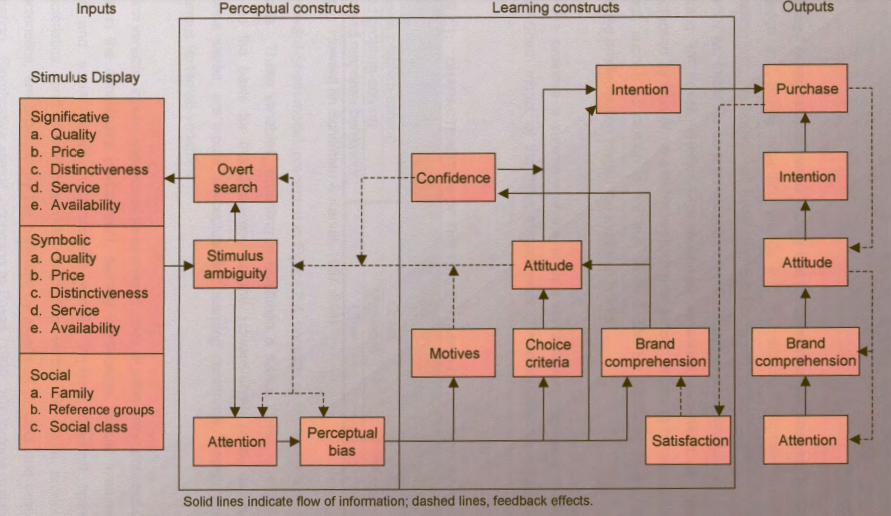 Inputs
Perceptual constructs
Learning constructs
Outputs
Stimulus Display
Significative
a. Quality
b. Price
c. Distinctiveness
d. Service
e. Availability
Symbolic
a. Quality
b. Price
c. Distinctiveness
d. Service
e. Availability
Social
a. Family
b. Reference groups
c. Social class
Overt
search
Stimulus
ambiguity
Attention
Perceptual
bias
Intention
Confidence
Attitude
Motives
Choice
criteria
Brand
comprehension
Satisfaction
Purchase
Intention
Attitude
Brand
comprehension
Attention
Solid lines indicate flow of information; dashed lines, feedback effects.